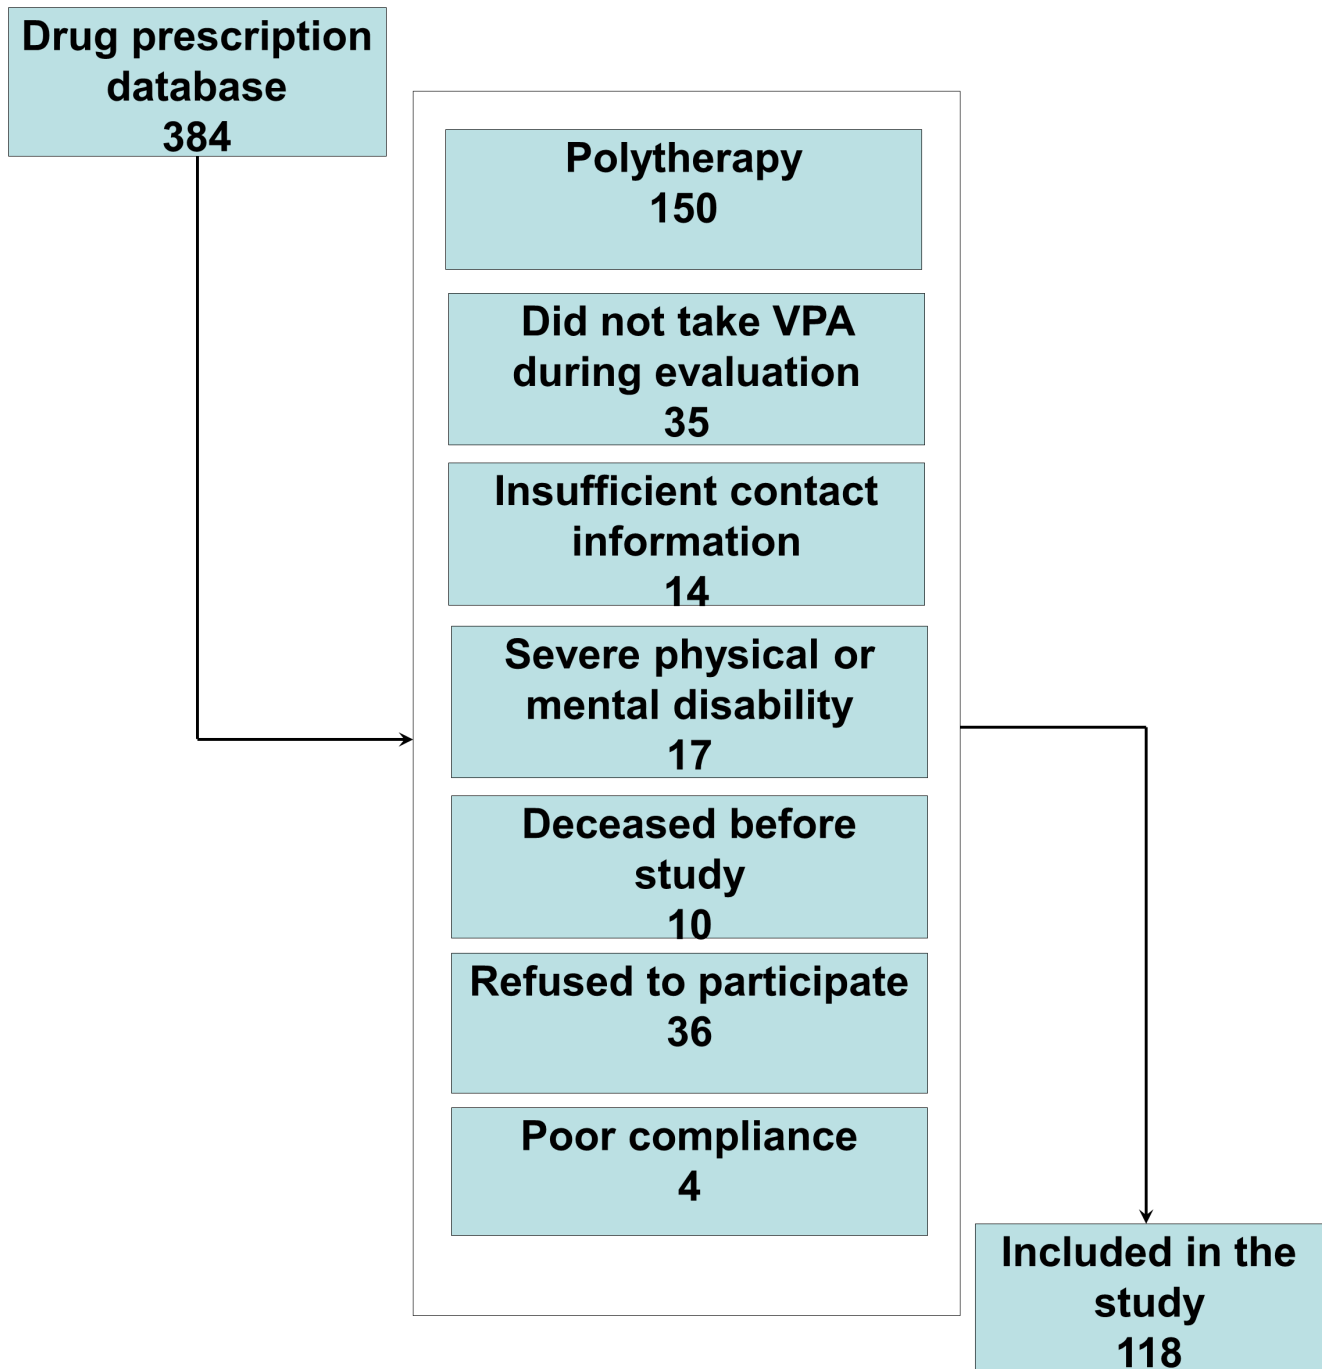 Drug prescription
database
384
Polytherapy
150
Did not take VPA
during evaluation
35
Insufficient contact
information
14
Severe physical or
mental disability
17
Deceased before
study
10
Refused to participate
36
Poor compliance
4
Included in the
study
118